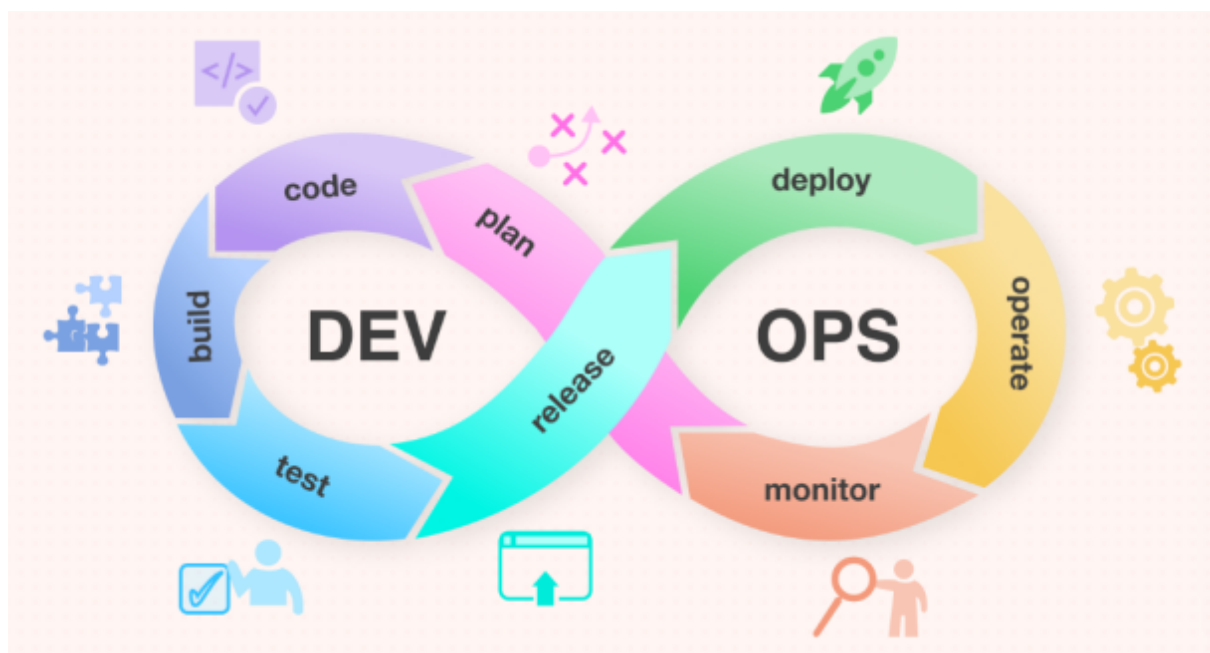 </>
code
plan
deploy
build
DEV
OPS
operate
release
test
monitor